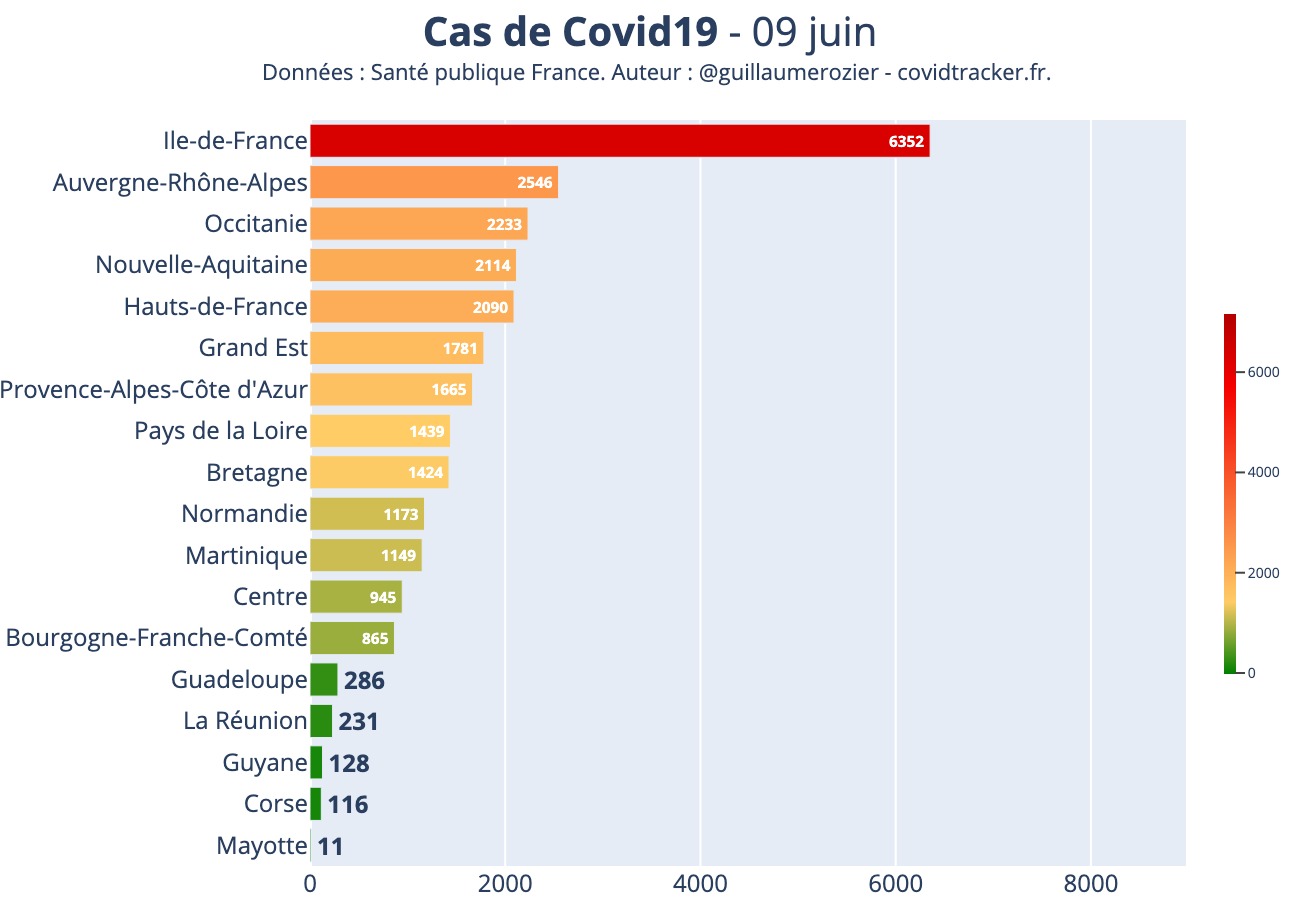 Cas de Covid19 - 09 juin
Données : Santé publique France. Auteur : @guillaumerozier - covidtracker.fr.
Ile-de-France 6352
Auvergne-Rhône-Alpes 2546
Occitanie 2233
Nouvelle-Aquitaine 2114
Hauts-de-France 2090
Grand Est 1781
Provence-Alpes-Côte d'Azur 1665
Pays de la Loire 1439
Bretagne 1424
Normandie 1173
Martinique 1149
Centre 945
Bourgogne-Franche-Comté 865
Guadeloupe 286
La Réunion 231
Guyane 128
Corse 116
Mayotte 11
0 2000 4000 6000 8000
6000
4000
2000
0